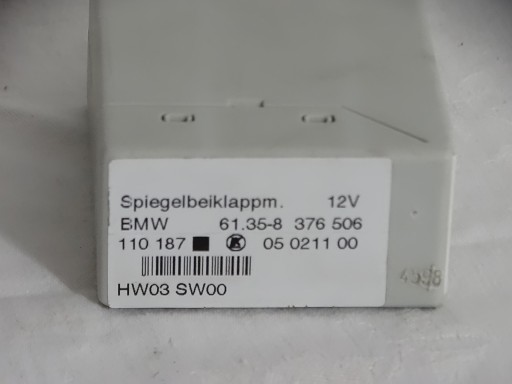 Spiegelbeiklappm. 12V
BMW 61.35-8 376 506
110 187 05 0211 00
HW03 SW00